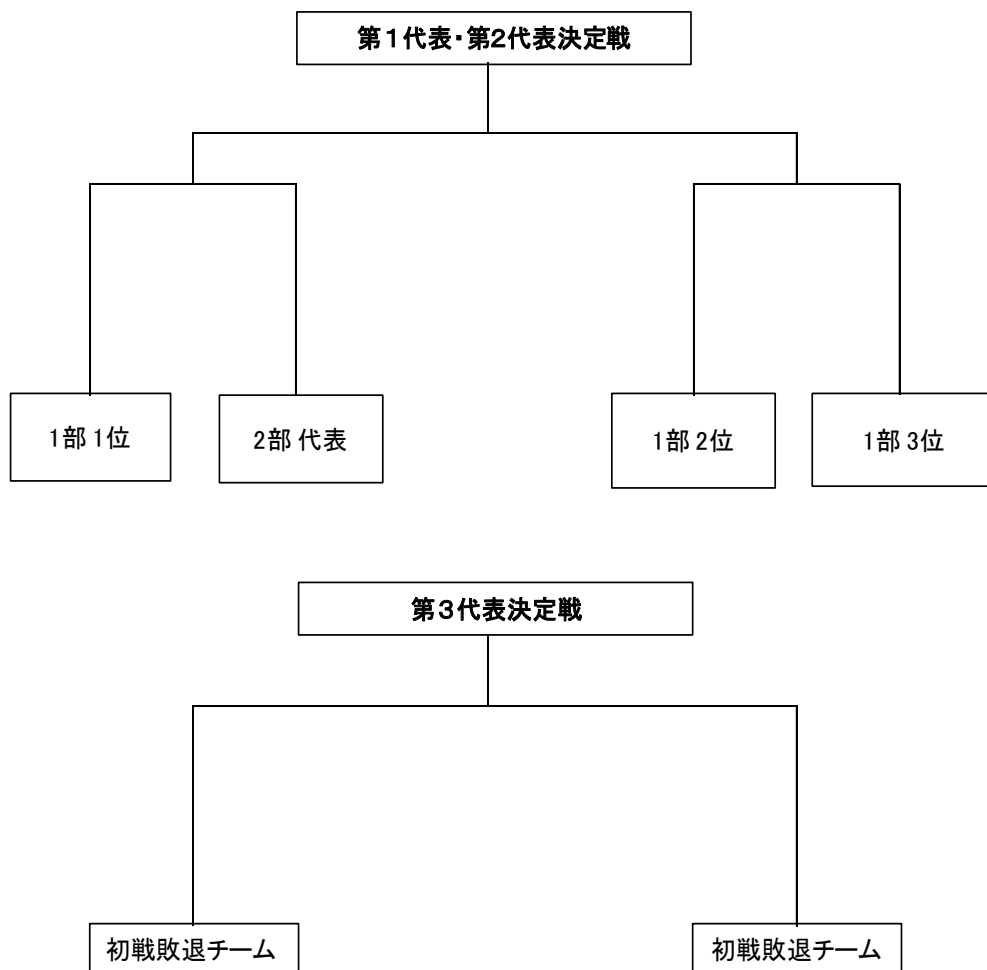 第1代表・第2代表決定戦
1部1位
2部代表
1部2位
1部3位
第3代表決定戦
初戦敗退チーム
初戦敗退チーム